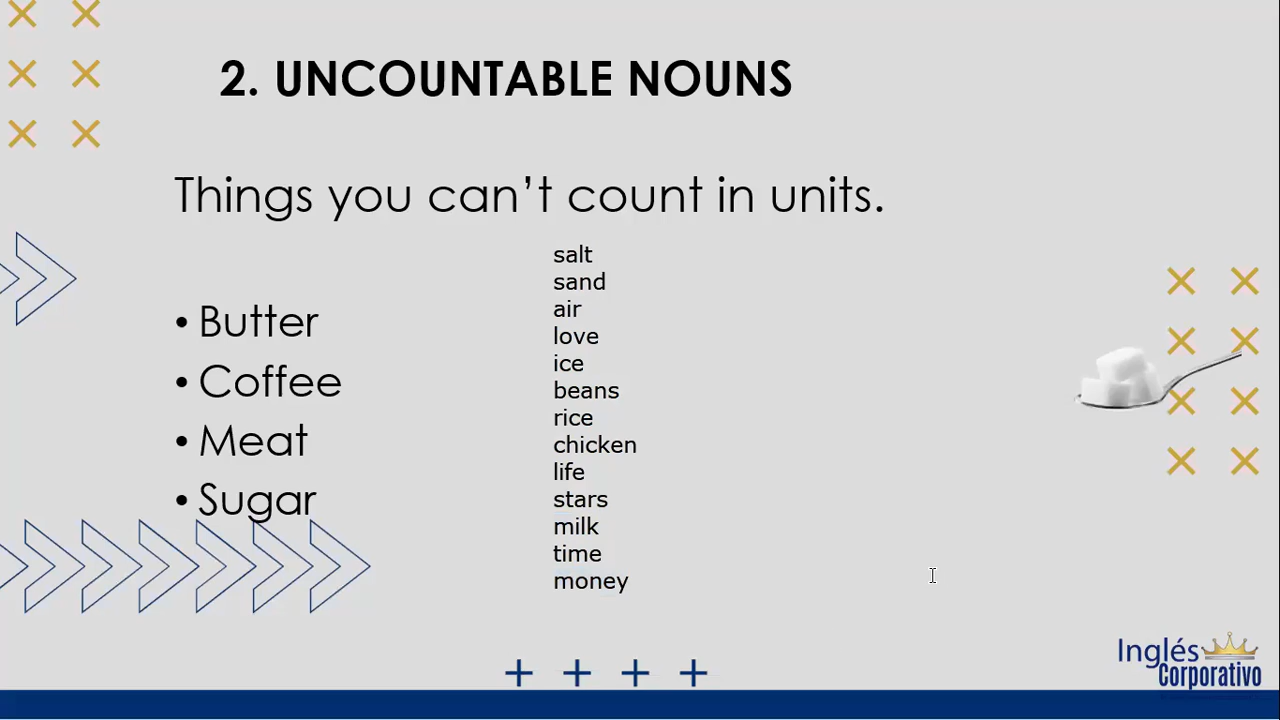 2. UNCOUNTABLE NOUNS
Things you can’t count in units.
• Butter
• Coffee
• Meat
• Sugar
salt
sand
air
love
ice
beans
rice
chicken
life
stars
milk
time
money
Inglés
Corporativo